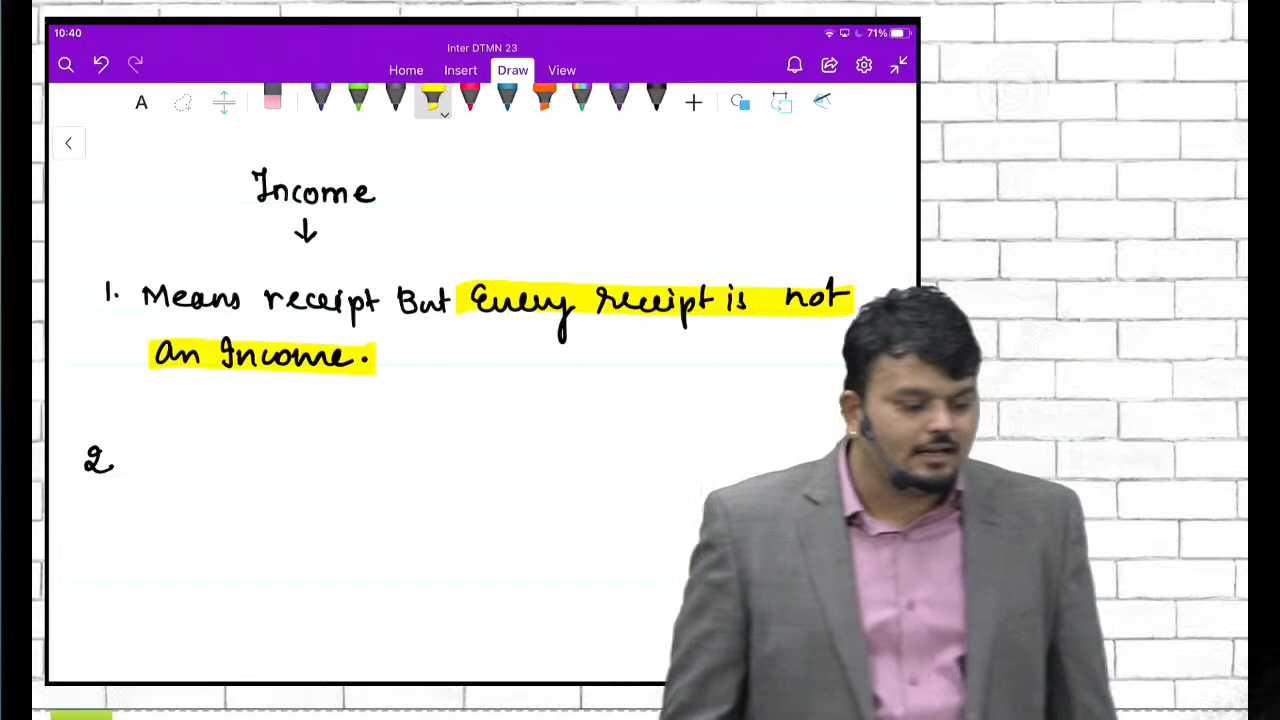 10:40
71%
Inter DTMN 23
Home Insert Draw View
A
Income
↓
1. Means receipt But Every receipt is not
an Income.
2